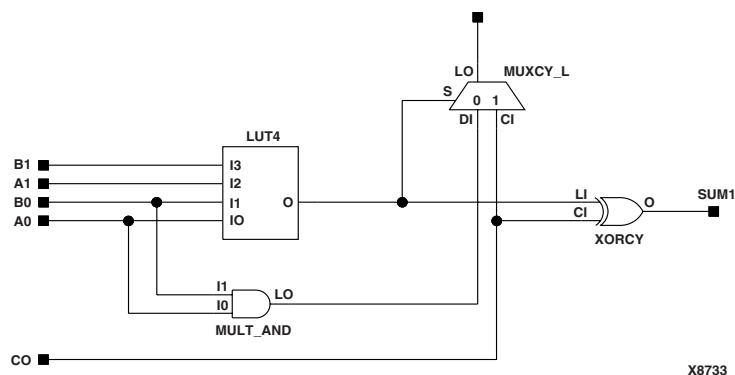 LO
MUXCY_L
S
0 1
DI
CI
LUT4
B1
I3
A1
I2
B0
I1
O
A0
IO
LI
CI
O
SUM1
XORCY
I1
LO
I0
MULT_AND
CO
X8733